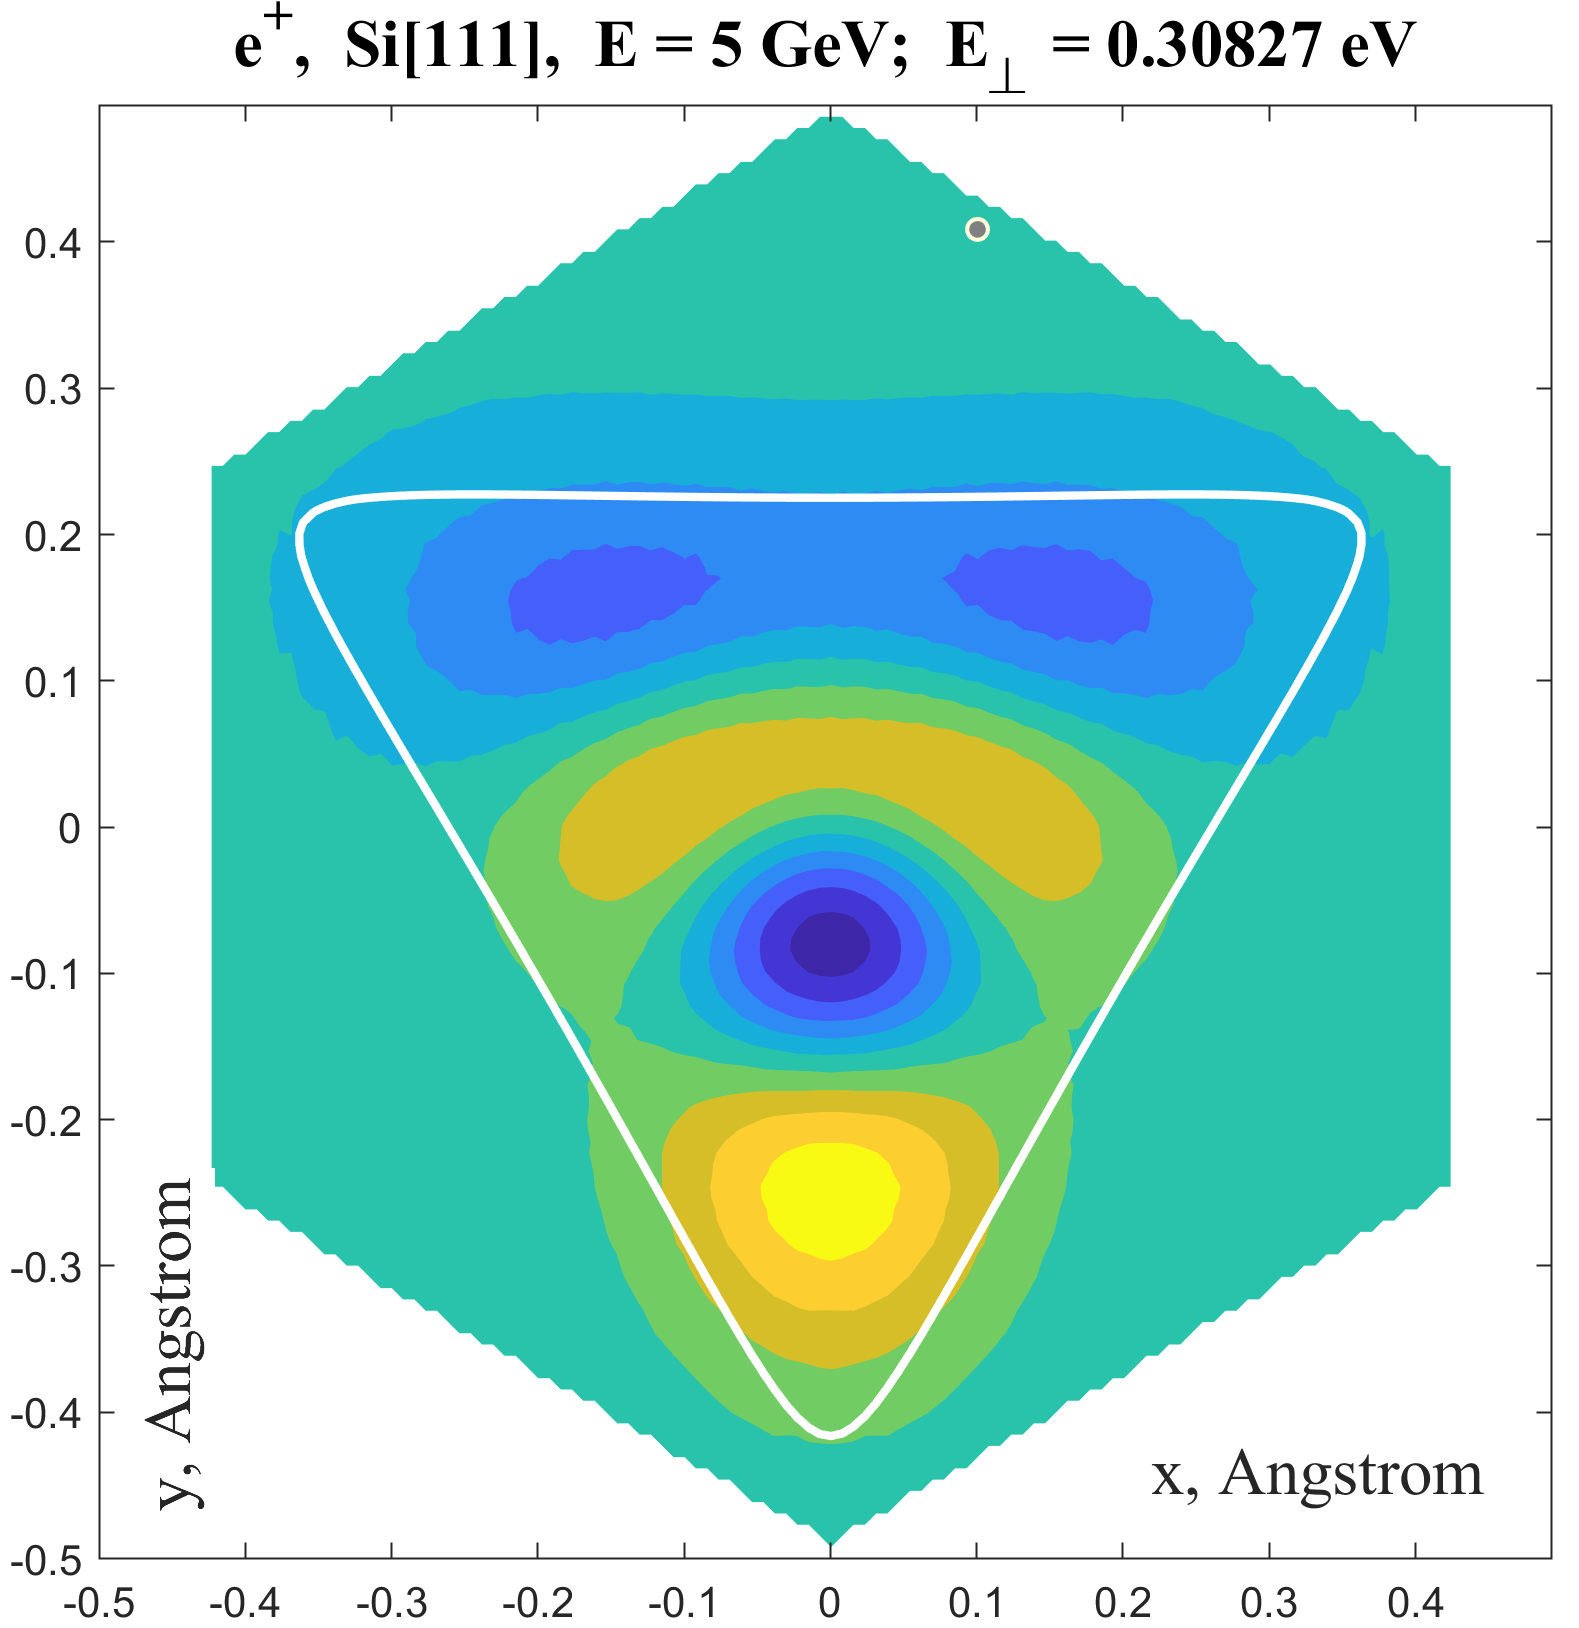 e⁺, Si[111], E = 5 GeV; E⊥ = 0.30827 eV
0.4
0.3
0.2
0.1
0
-0.1
-0.2
-0.3
-0.4
-0.5
y, Angstrom
x, Angstrom
-0.5 -0.4 -0.3 -0.2 -0.1 0 0.1 0.2 0.3 0.4